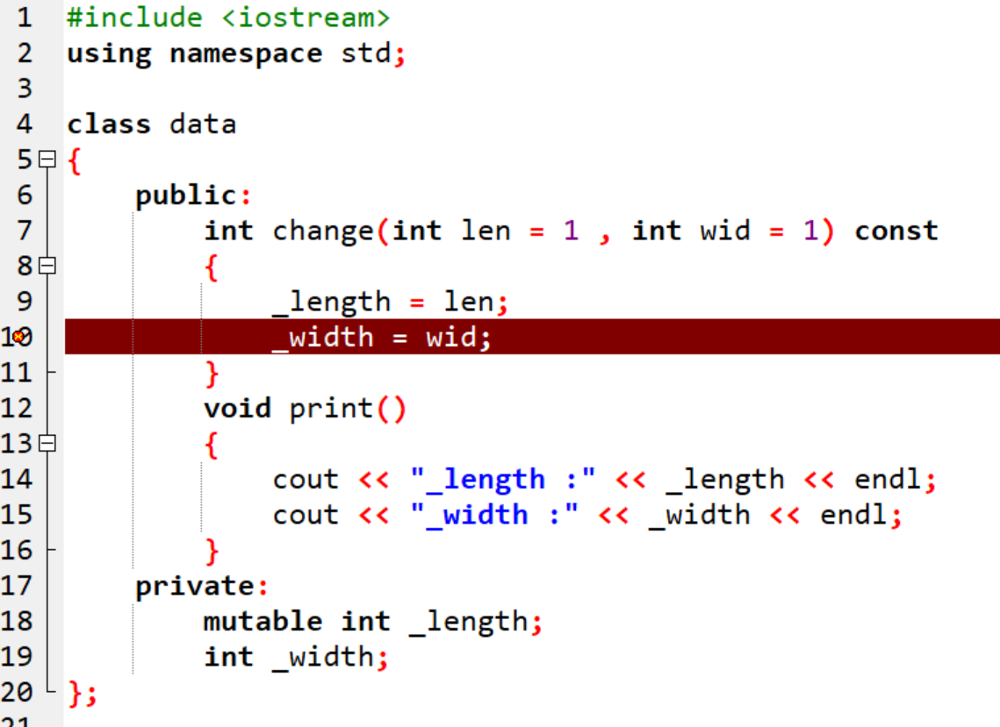 1 #include <iostream>
2 using namespace std;
3
4 class data
5 {
6 public:
7 int change(int len = 1 , int wid = 1) const
8 {
9 _length = len;
10 _width = wid;
11 }
12 void print()
13 {
14 cout << "_length :" << _length << endl;
15 cout << "_width :" << _width << endl;
16 }
17 private:
18 mutable int _length;
19 int _width;
20 };
21